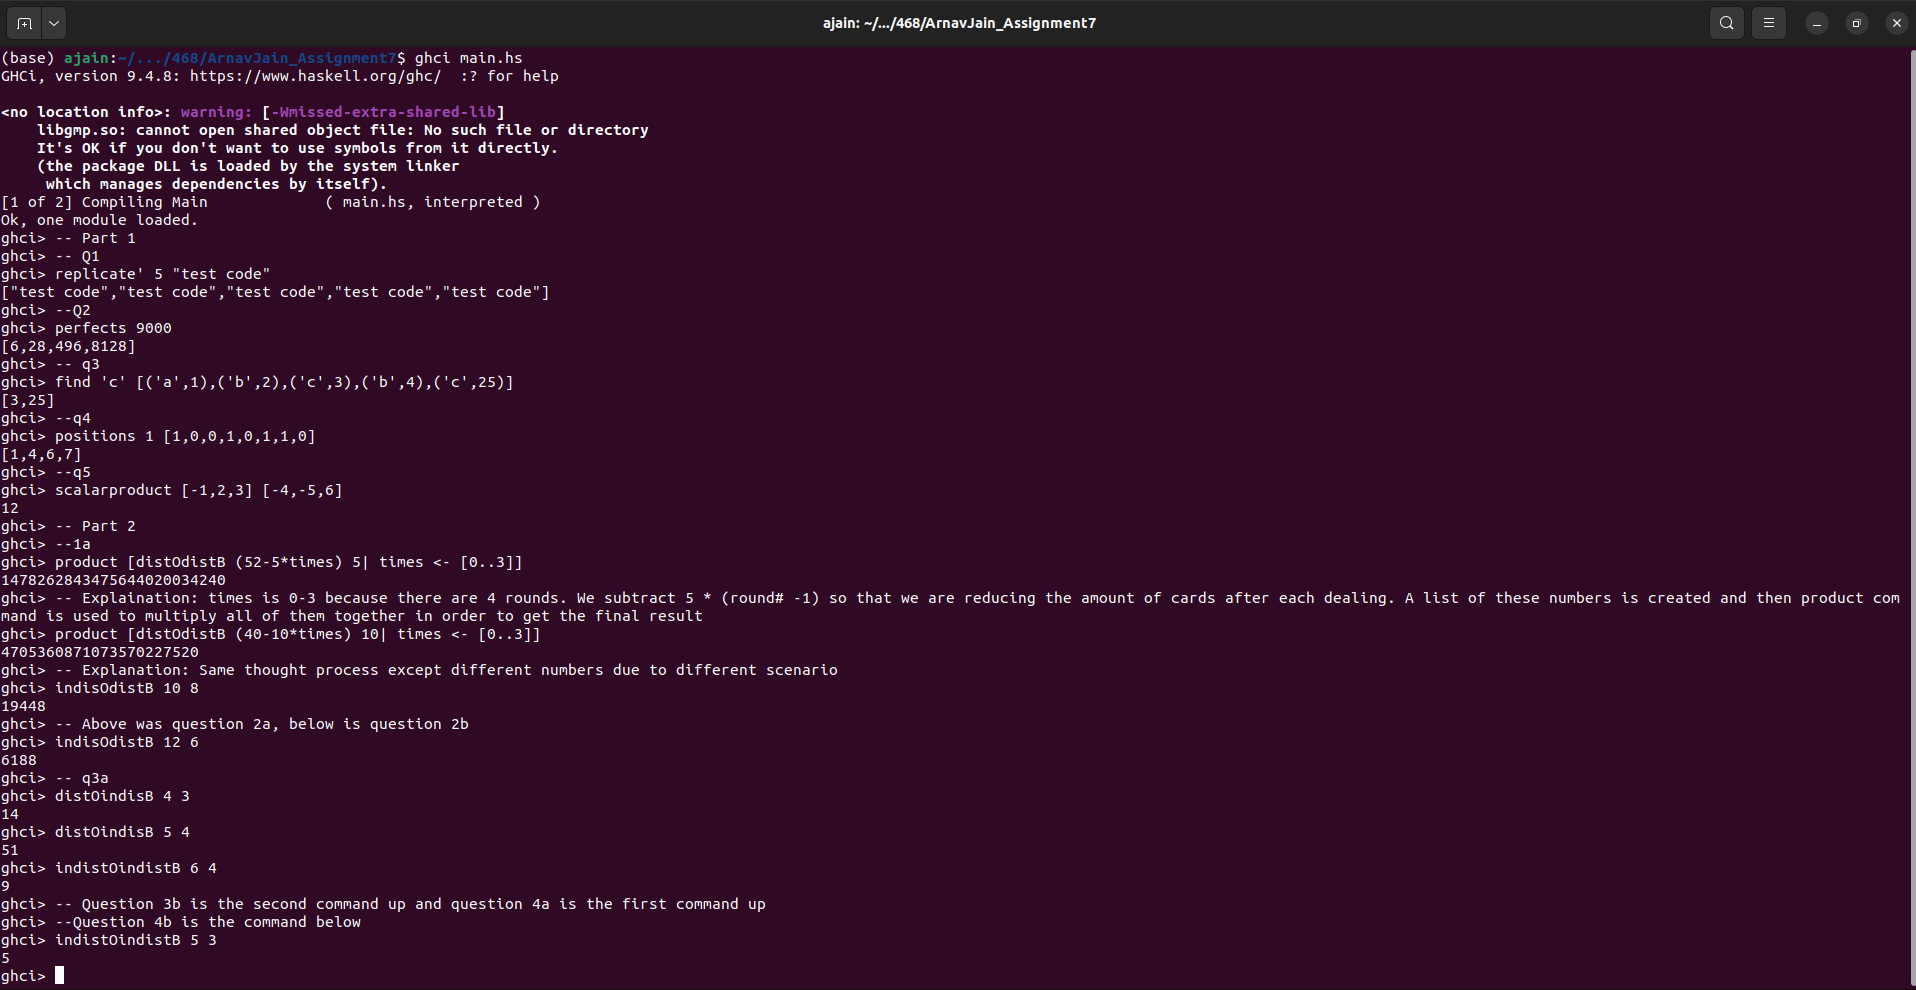 ajain: ~/.../468/ArnavJain_Assignment7
(base) ajain:~/.../468/ArnavJain_Assignment7$ ghci main.hs
GHCi, version 9.4.8: https://www.haskell.org/ghc/  :? for help
<no location info>: warning: [-Wmissed-extra-shared-lib]
    libgmp.so: cannot open shared object file: No such file or directory
    It's OK if you don't want to use symbols from it directly.
    (the package DLL is loaded by the system linker
     which manages dependencies by itself).
[1 of 2] Compiling Main             ( main.hs, interpreted )
Ok, one module loaded.
ghci> -- Part 1
ghci> -- Q1
ghci> replicate' 5 "test code"
["test code","test code","test code","test code","test code"]
ghci> --Q2
ghci> perfects 9000
[6,28,496,8128]
ghci> -- q3
ghci> find 'c' [('a',1),('b',2),('c',3),('b',4),('c',25)]
[3,25]
ghci> --q4
ghci> positions 1 [1,0,0,1,0,1,1,0]
[1,4,6,7]
ghci> --q5
ghci> scalarproduct [-1,2,3] [-4,-5,6]
12
ghci> -- Part 2
ghci> --1a
ghci> product [distOdistB (52-5*times) 5| times <- [0..3]]
1478262843475644020034240
ghci> -- Explaination: times is 0-3 because there are 4 rounds. We subtract 5 * (round# -1) so that we are reducing the amount of cards after each dealing. A list of these numbers is created and then product com
mand is used to multiply all of them together in order to get the final result
ghci> product [distOdistB (40-10*times) 10| times <- [0..3]]
4705360871073570227520
ghci> -- Explanation: Same thought process except different numbers due to different scenario
ghci> indisOdistB 10 8
19448
ghci> -- Above was question 2a, below is question 2b
ghci> indisOdistB 12 6
6188
ghci> -- q3a
ghci> distOindisB 4 3
14
ghci> distOindisB 5 4
51
ghci> indistOindistB 6 4
9
ghci> -- Question 3b is the second command up and question 4a is the first command up
ghci> --Question 4b is the command below
ghci> indistOindistB 5 3
5
ghci>